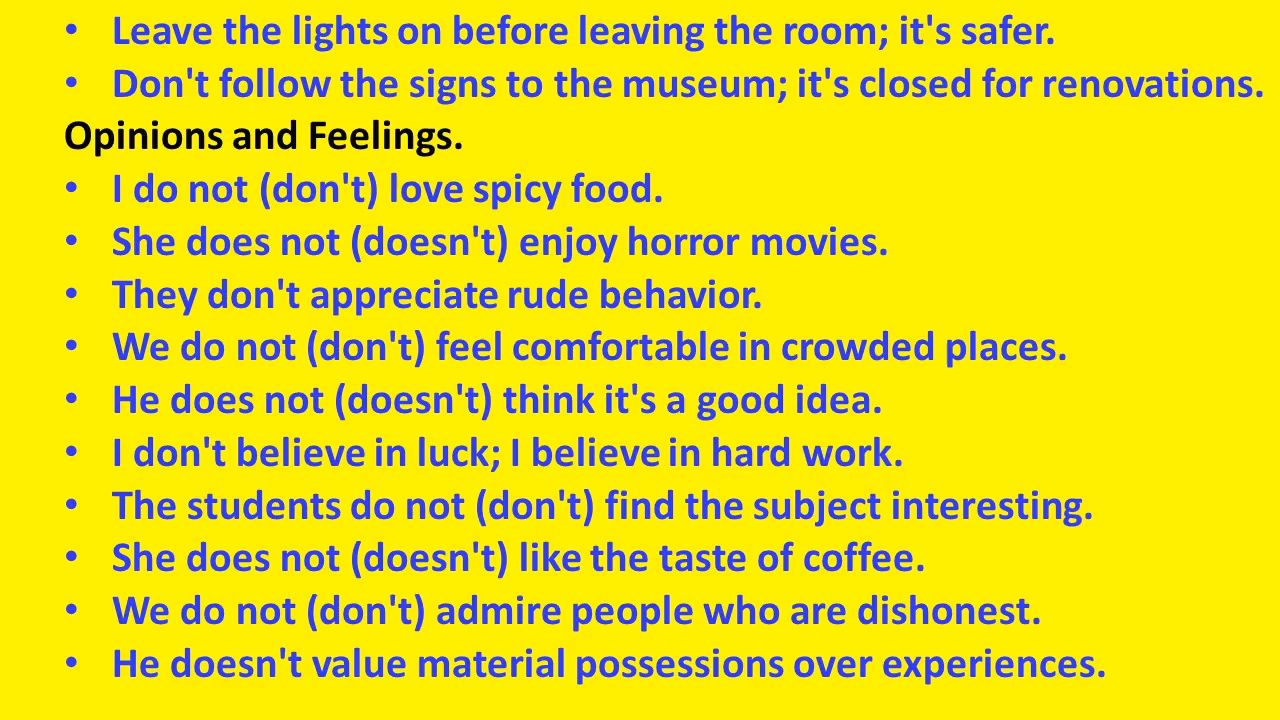 • Leave the lights on before leaving the room; it's safer.
• Don't follow the signs to the museum; it's closed for renovations.
Opinions and Feelings.
• I do not (don't) love spicy food.
• She does not (doesn't) enjoy horror movies.
• They don't appreciate rude behavior.
• We do not (don't) feel comfortable in crowded places.
• He does not (doesn't) think it's a good idea.
• I don't believe in luck; I believe in hard work.
• The students do not (don't) find the subject interesting.
• She does not (doesn't) like the taste of coffee.
• We do not (don't) admire people who are dishonest.
• He doesn't value material possessions over experiences.